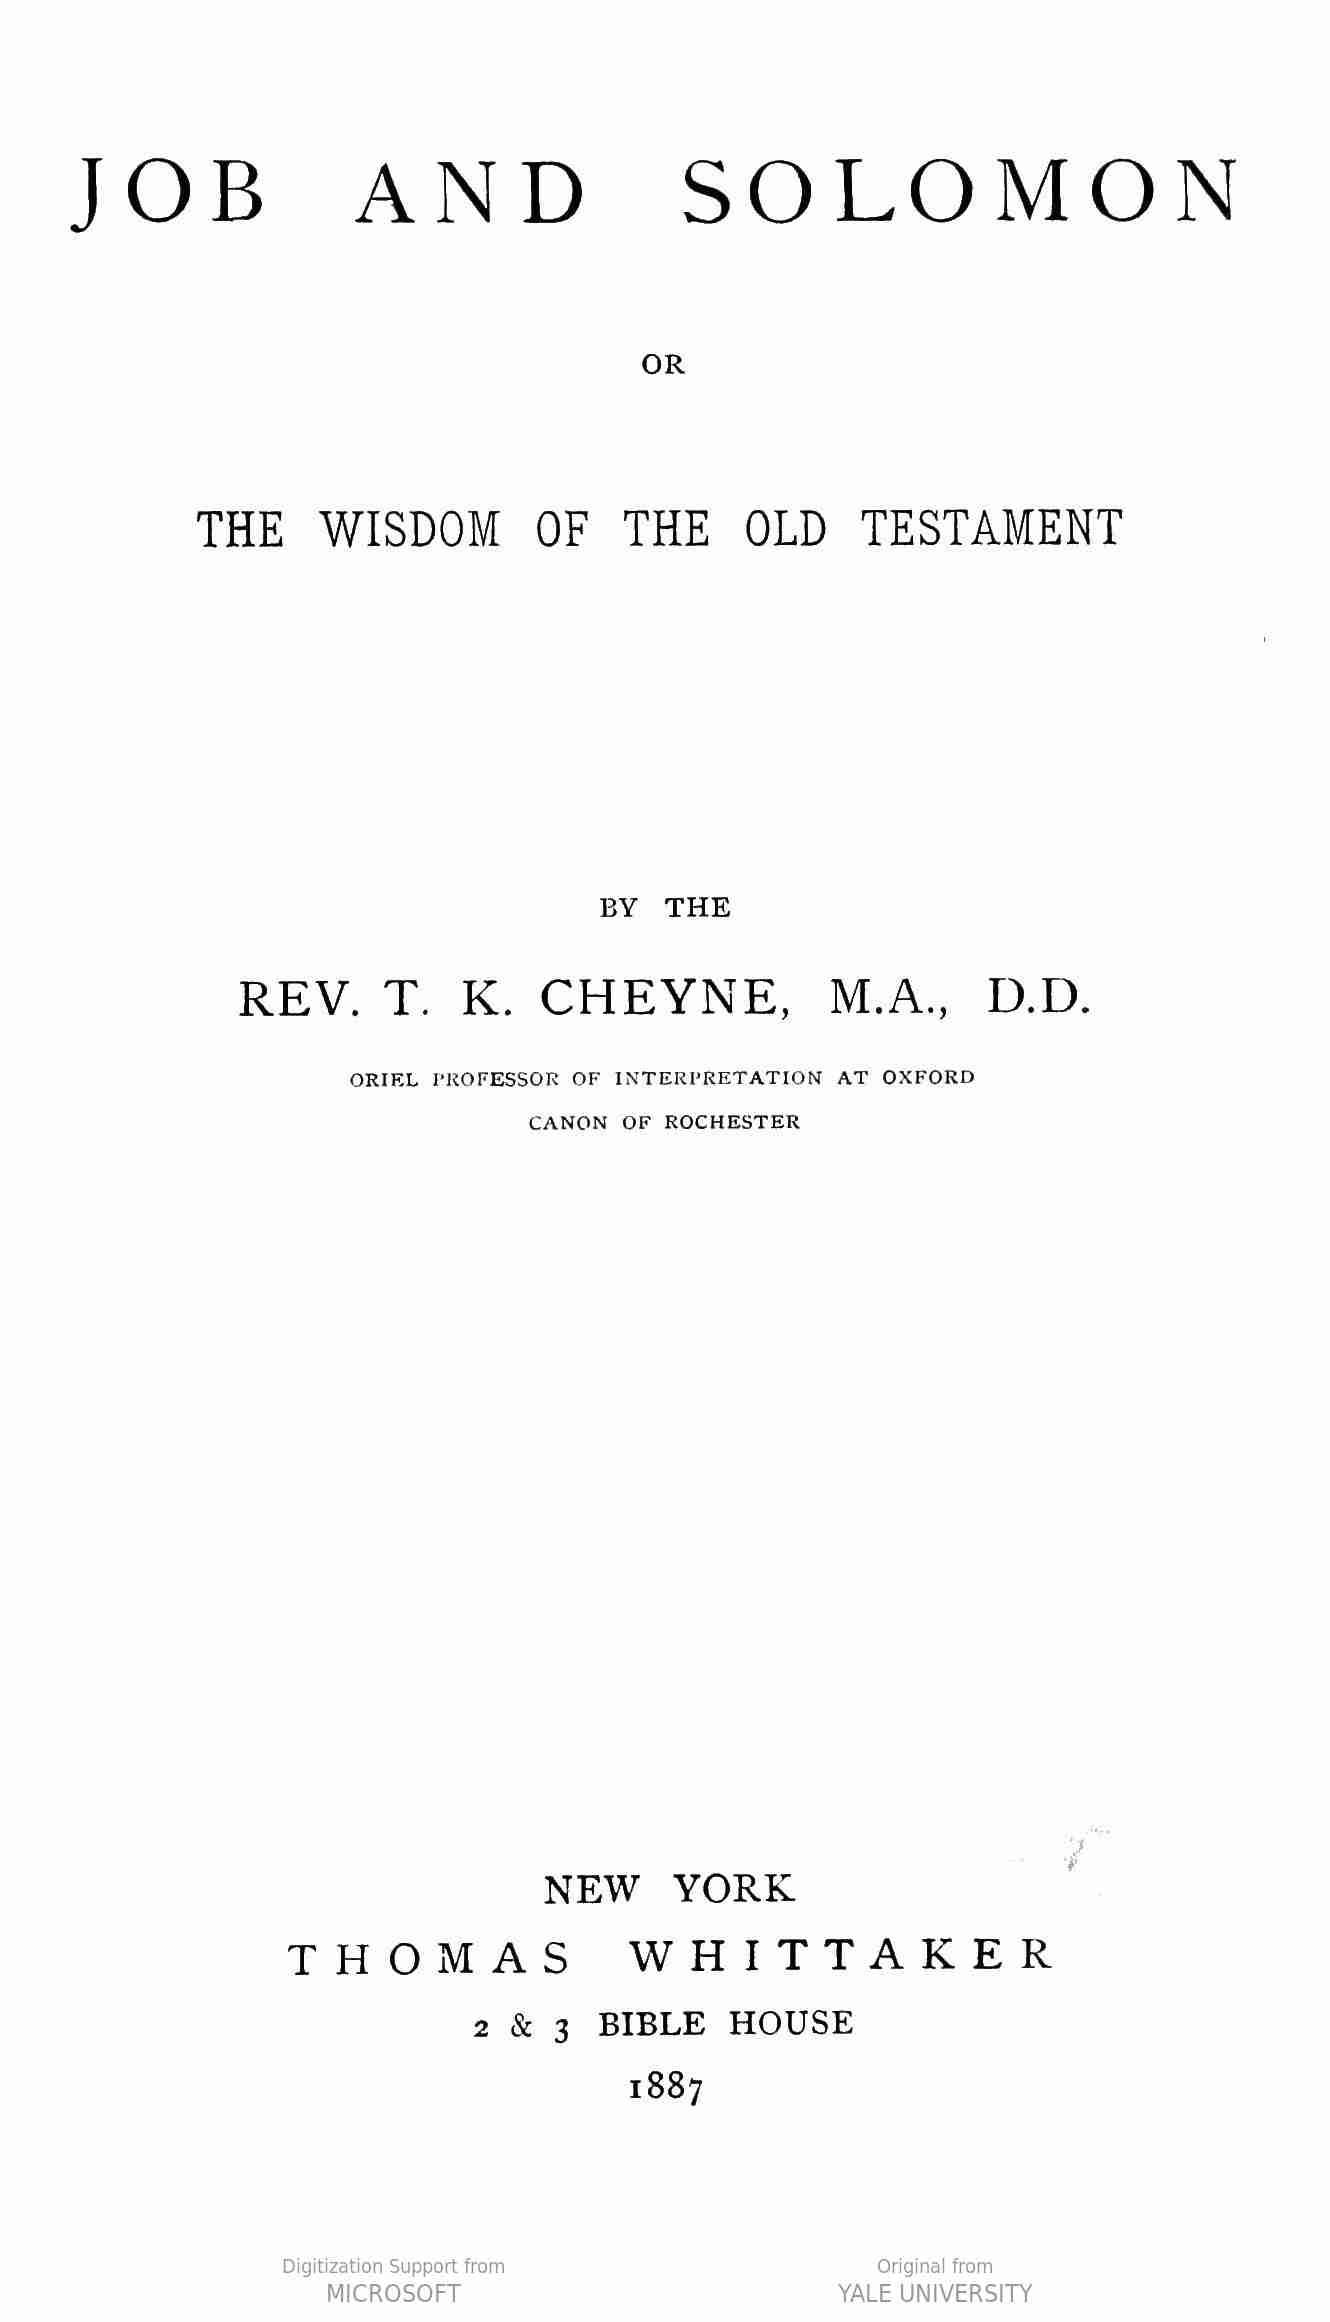 JOB AND SOLOMON
OR
THE WISDOM OF THE OLD TESTAMENT
BY THE
REV. T. K. CHEYNE, M.A., D.D.
ORIEL PROFESSOR OF INTERPRETATION AT OXFORD
CANON OF ROCHESTER
NEW YORK
THOMAS WHITTAKER
2 & 3 BIBLE HOUSE
1887
Digitization Support from
MICROSOFT
Original from
YALE UNIVERSITY